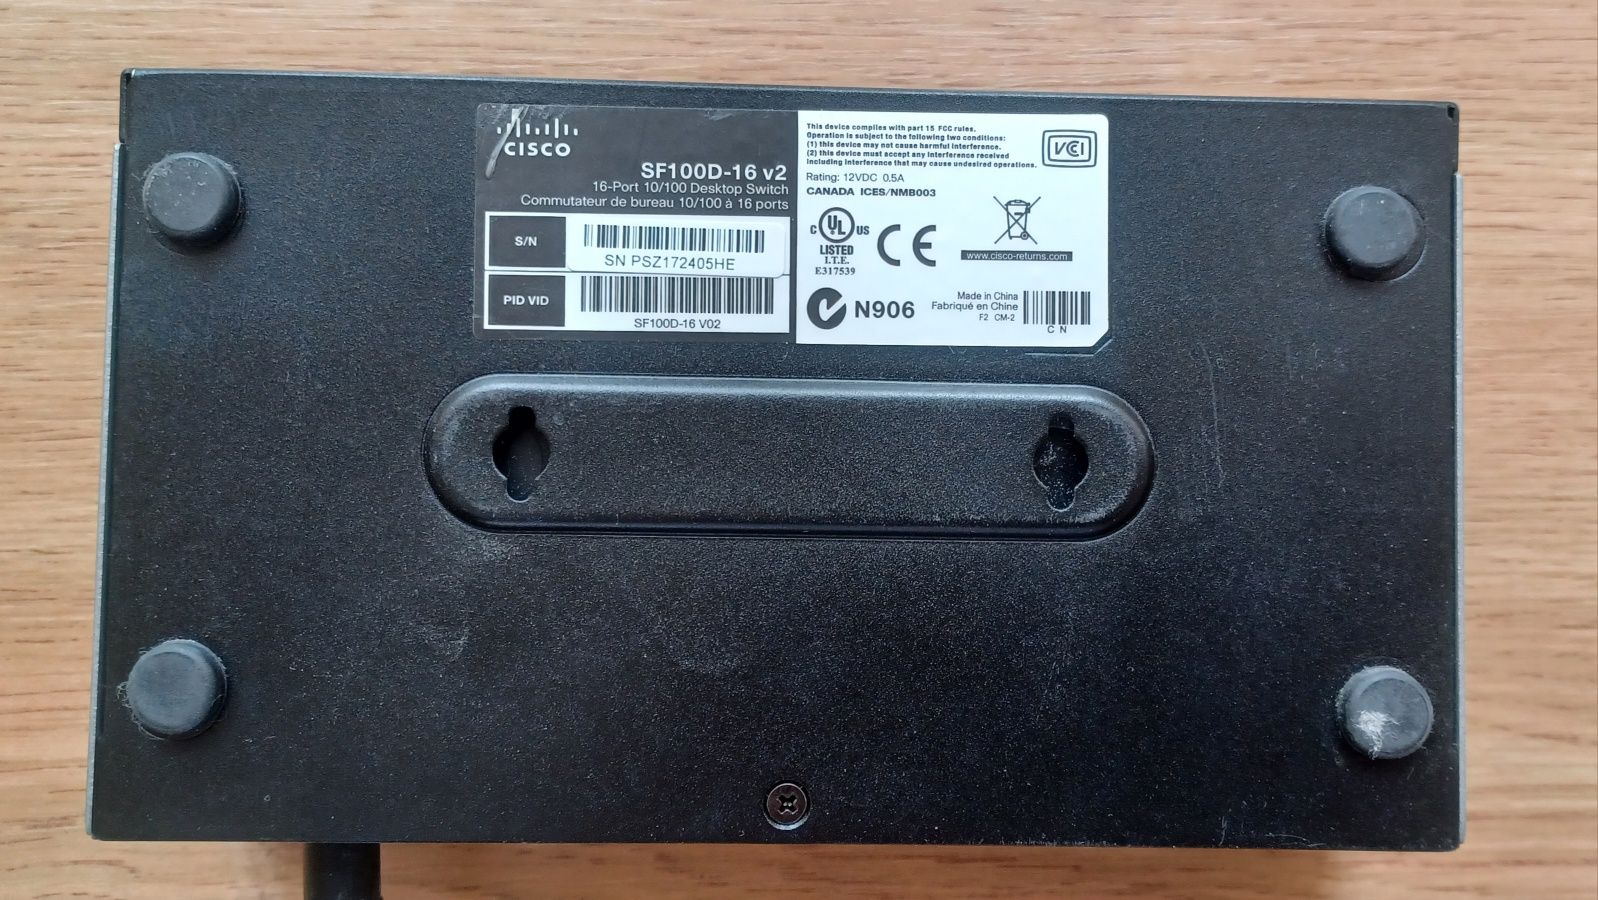 CISCO
SF100D-16 v2
16-Port 10/100 Desktop Switch
Commutateur de bureau 10/100 à 16 ports
S/N
SN PSZ172405HE
PID VID
SF100D-16 V02
This device complies with part 15 FCC rules.
Operation is subject to the following two conditions:
(1) this device may not cause harmful interference.
(2) this device must accept any interference received
including interference that may cause undesired operations.
Rating: 12VDC 0.5A
CANADA ICES/NMB003
VCCI
C UL US
LISTED
I.T.E.
E317539
CE
www.cisco-returns.com
N906
Made in China
Fabriqué en Chine
F2 CM-2
C N